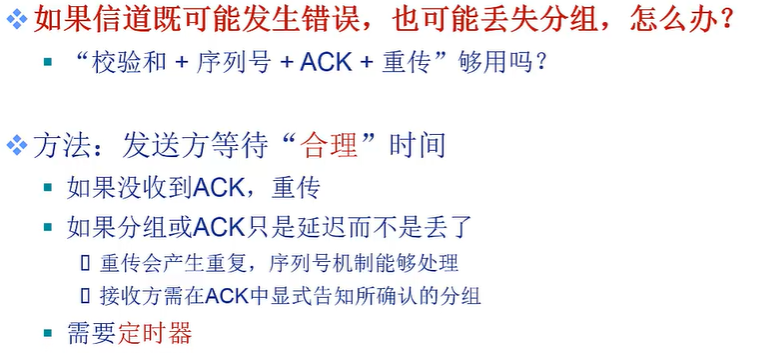 如果信道既可能发生错误，也可能丢失分组，怎么办？
“校验和 + 序列号 + ACK + 重传”够用吗？
方法：发送方等待“合理”时间
如果没收到ACK，重传
如果分组或ACK只是延迟而不是丢了
重传会产生重复，序列号机制能够处理
接收方需在ACK中显式告知所确认的分组
需要定时器